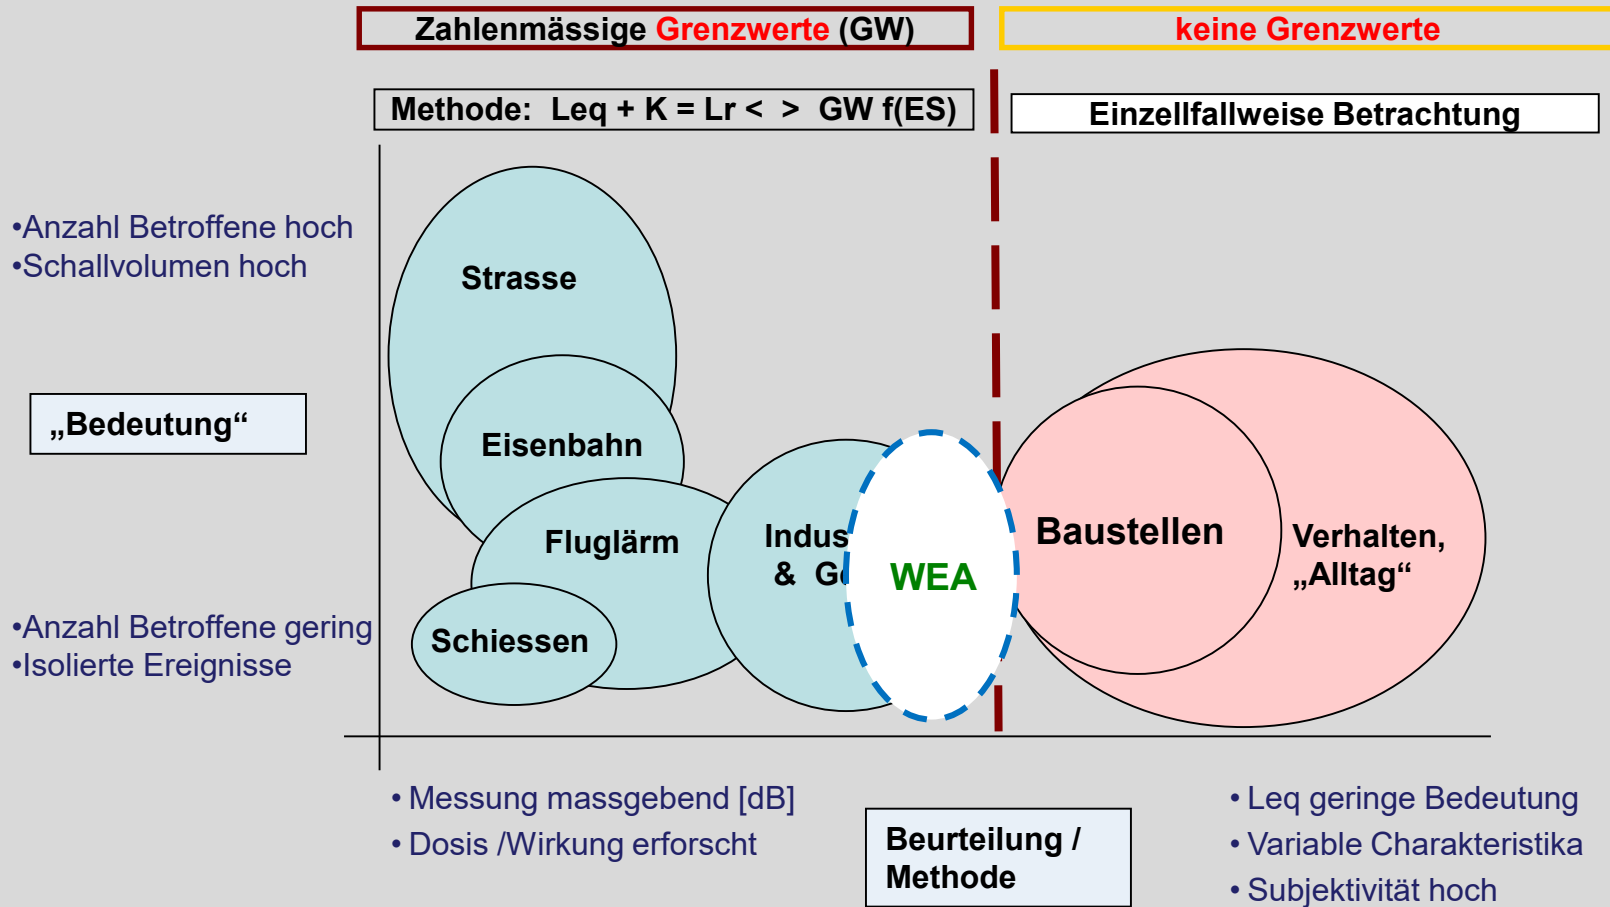 Zahlenmässige Grenzwerte (GW)
keine Grenzwerte
Methode: Leq + K = Lr < > GW f(ES)
Einzellfallweise Betrachtung
•Anzahl Betroffene hoch
•Schallvolumen hoch
Strasse
„Bedeutung“
Eisenbahn
Fluglärm
Indus
& G
WEA
Baustellen
Verhalten,
„Alltag“
•Anzahl Betroffene gering
•Isolierte Ereignisse
Schiessen
• Messung massgebend [dB]
• Dosis /Wirkung erforscht
Beurteilung /
Methode
• Leq geringe Bedeutung
• Variable Charakteristika
• Subjektivität hoch